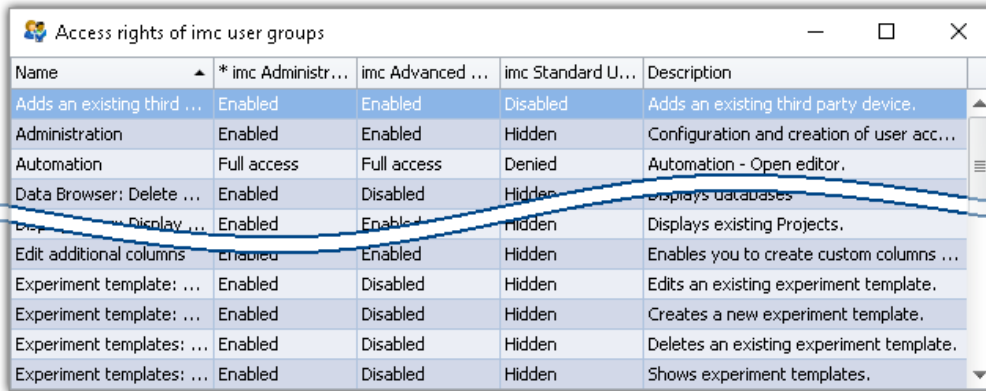 Access rights of imc user groups
Name * imc Administr... imc Advanced ... imc Standard U... Description
Adds an existing third ... Enabled Enabled Disabled Adds an existing third party device.
Administration Enabled Enabled Hidden Configuration and creation of user acc...
Automation Full access Full access Denied Automation - Open editor.
Data Browser: Delete ... Enabled Disabled Hidden Displays databases
Display ... Enabled Enabled Hidden Displays existing Projects.
Edit additional columns Enabled Enabled Hidden Enables you to create custom columns ...
Experiment template: ... Enabled Disabled Hidden Edits an existing experiment template.
Experiment template: ... Enabled Disabled Hidden Creates a new experiment template.
Experiment templates: ... Enabled Disabled Hidden Deletes an existing experiment template.
Experiment templates: ... Enabled Disabled Hidden Shows experiment templates.